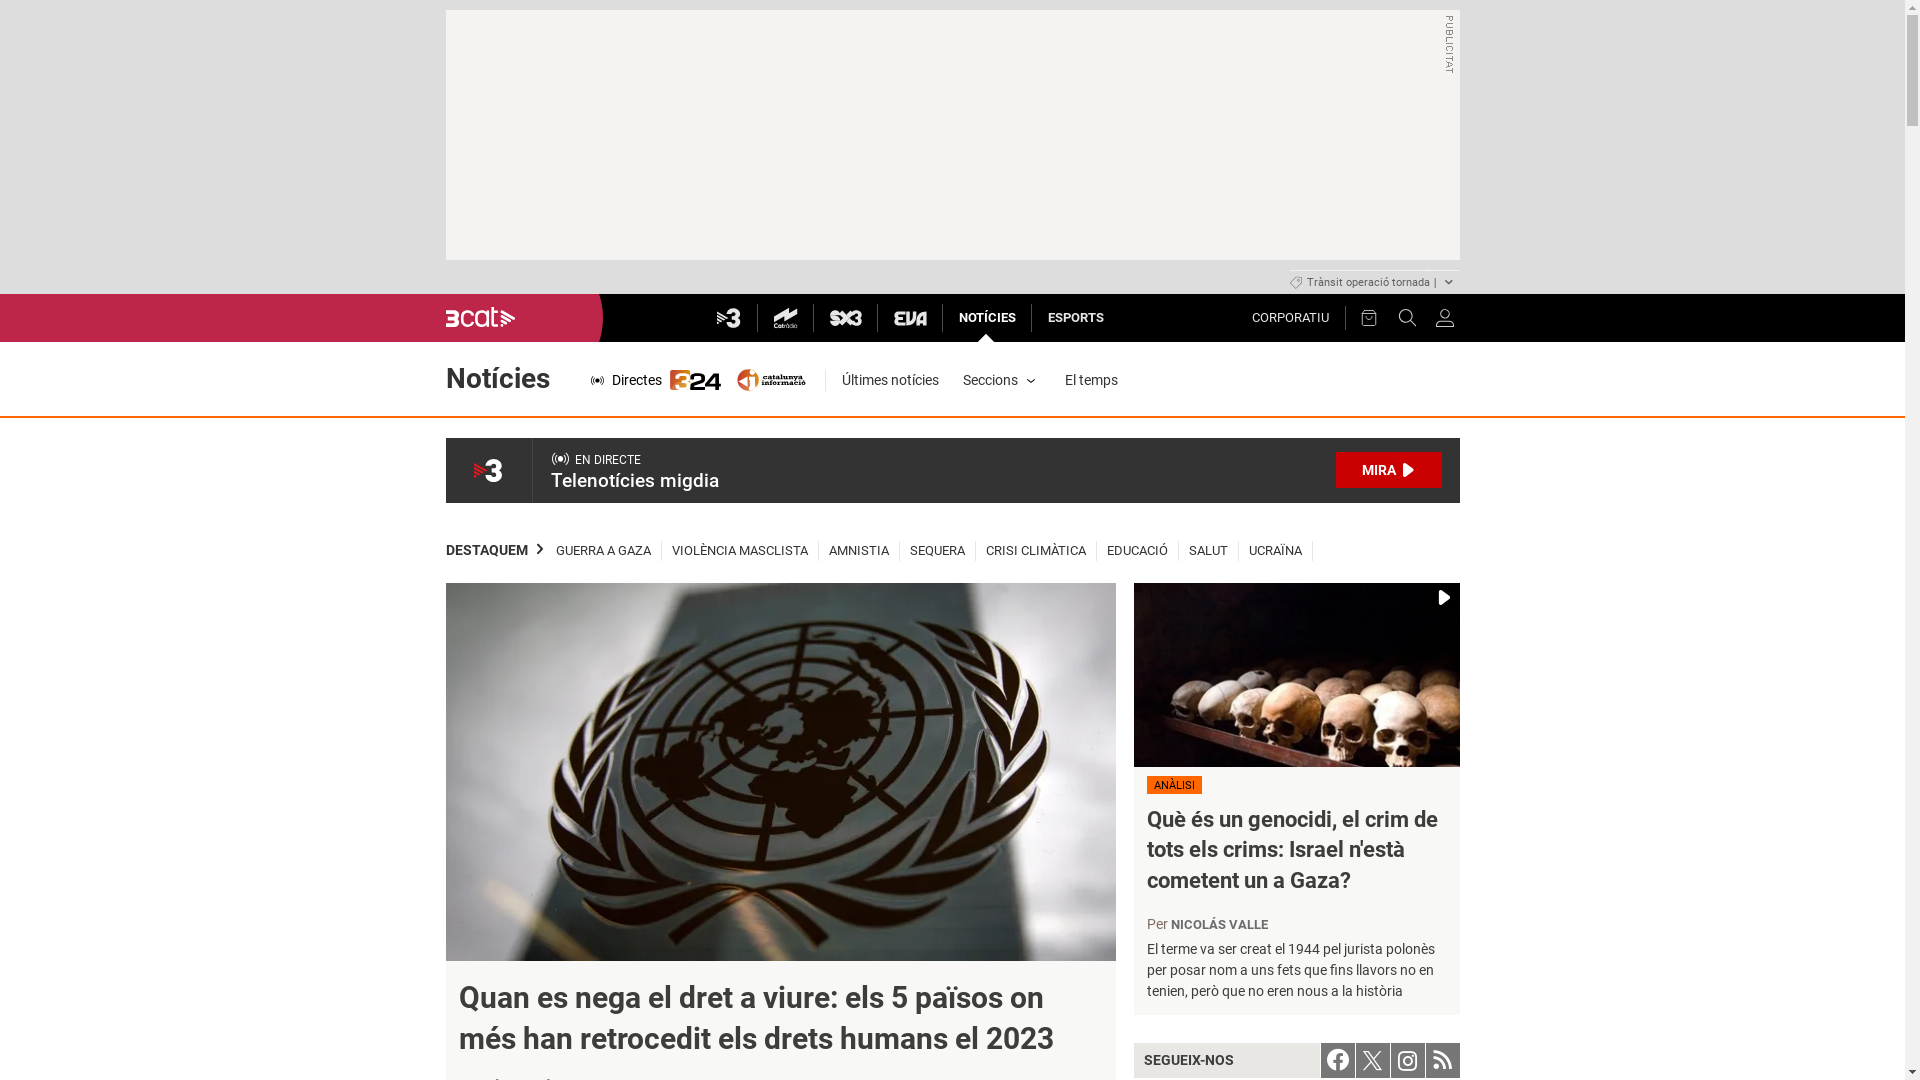 PUBLICITAT
Trànsit operació tornada |
3cat
3
Catràdio
SX3
EVA
NOTÍCIES
ESPORTS
CORPORATIU
Notícies
Directes
324
catalunya
informació
Últimes notícies
Seccions
El temps
3
EN DIRECTE
Telenotícies migdia
MIRA
DESTAQUEM
GUERRA A GAZA
VIOLÈNCIA MASCLISTA
AMNISTIA
SEQUERA
CRISI CLIMÀTICA
EDUCACIÓ
SALUT
UCRAÏNA
Quan es nega el dret a viure: els 5 països on
més han retrocedit els drets humans el 2023
ANÀLISI
Què és un genocidi, el crim de
tots els crims: Israel n'està
cometent un a Gaza?
Per NICOLÁS VALLE
El terme va ser creat el 1944 pel jurista polonès
per posar nom a uns fets que fins llavors no en
tenien, però que no eren nous a la història
SEGUEIX-NOS